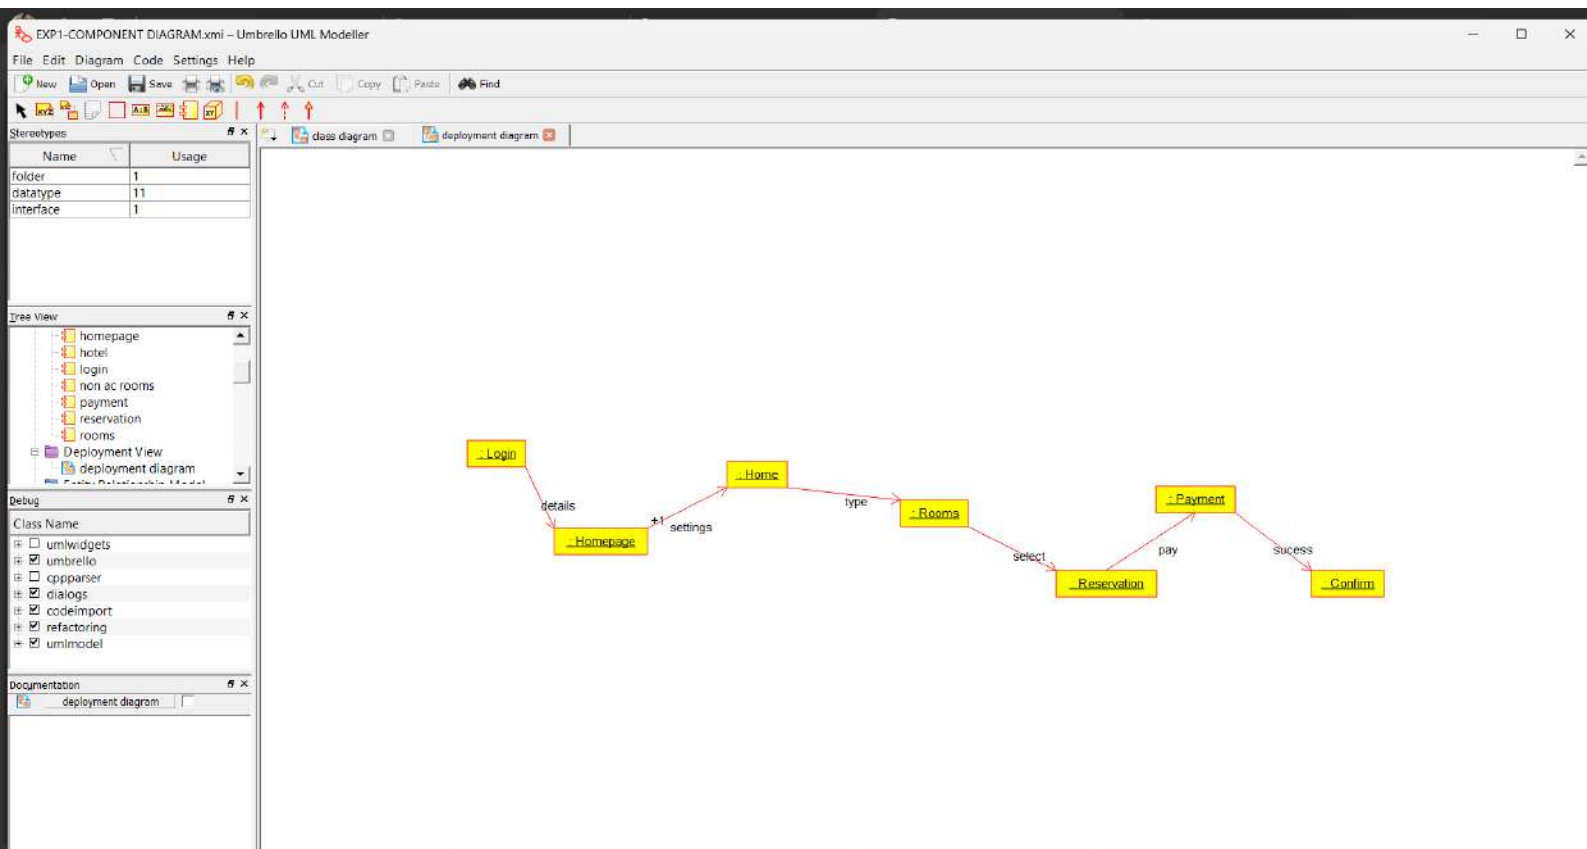 EXP1-COMPONENT DIAGRAM.xmi – Umbrello UML Modeller
File Edit Diagram Code Settings Help
New Open Save Cut Copy Paste Find
Stereotypes
class diagram deployment diagram
Name Usage
folder 1
datatype 11
interface 1
Tree View
homepage
hotel
login
non ac rooms
payment
reservation
rooms
Deployment View
deployment diagram
Entity Relationship Model
Debug
Class Name
umlwidgets
umbrello
cppparser
dialogs
codeimport
refactoring
umlmodel
Documentation
deployment diagram
: Login
details
: Homepage
+1
settings
: Home
type
: Rooms
select
: Reservation
pay
: Payment
sucess
: Confirm